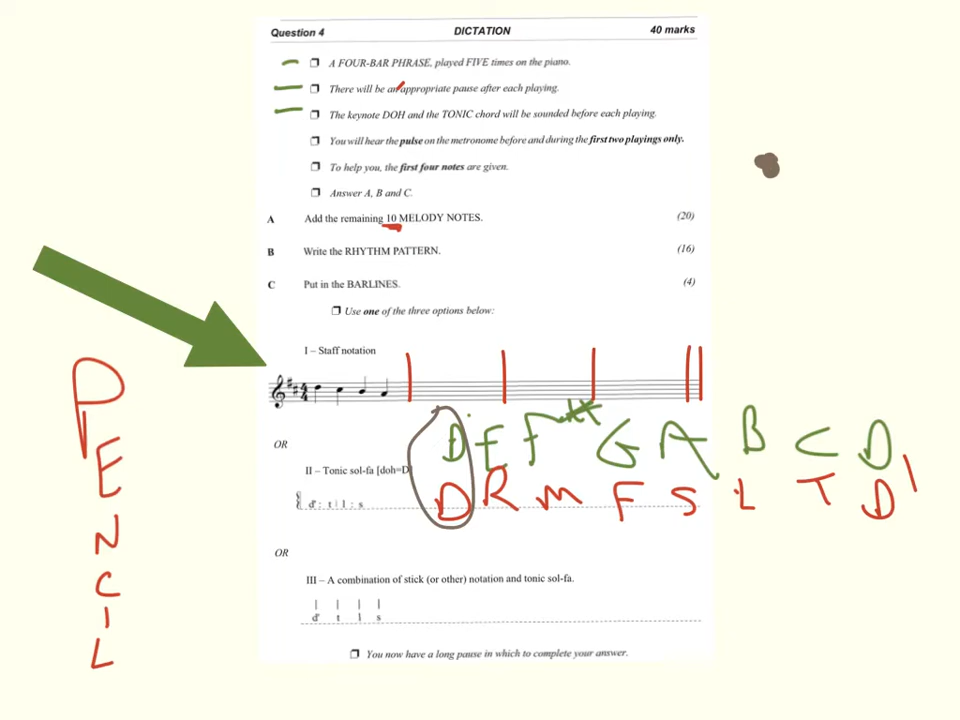 Question 4 DICTATION 40 marks
❒ A FOUR-BAR PHRASE, played FIVE times on the piano.
❒ There will be an appropriate pause after each playing.
❒ The keynote DOH and the TONIC chord will be sounded before each playing.
❒ You will hear the pulse on the metronome before and during the first two playings only.
❒ To help you, the first four notes are given.
❒ Answer A, B and C.
A Add the remaining 10 MELODY NOTES. (20)
B Write the RHYTHM PATTERN. (16)
C Put in the BARLINES. (4)
❒ Use one of the three options below:
I – Staff notation
4
4
OR
D E F G A B C D
II – Tonic sol-fa [doh=D]
D R M F S L T D'
d' : t | l : s
OR
III – A combination of stick (or other) notation and tonic sol-fa.
| | | |
d' t l s
❒ You now have a long pause in which to complete your answer.
P
E
N
C
I
L